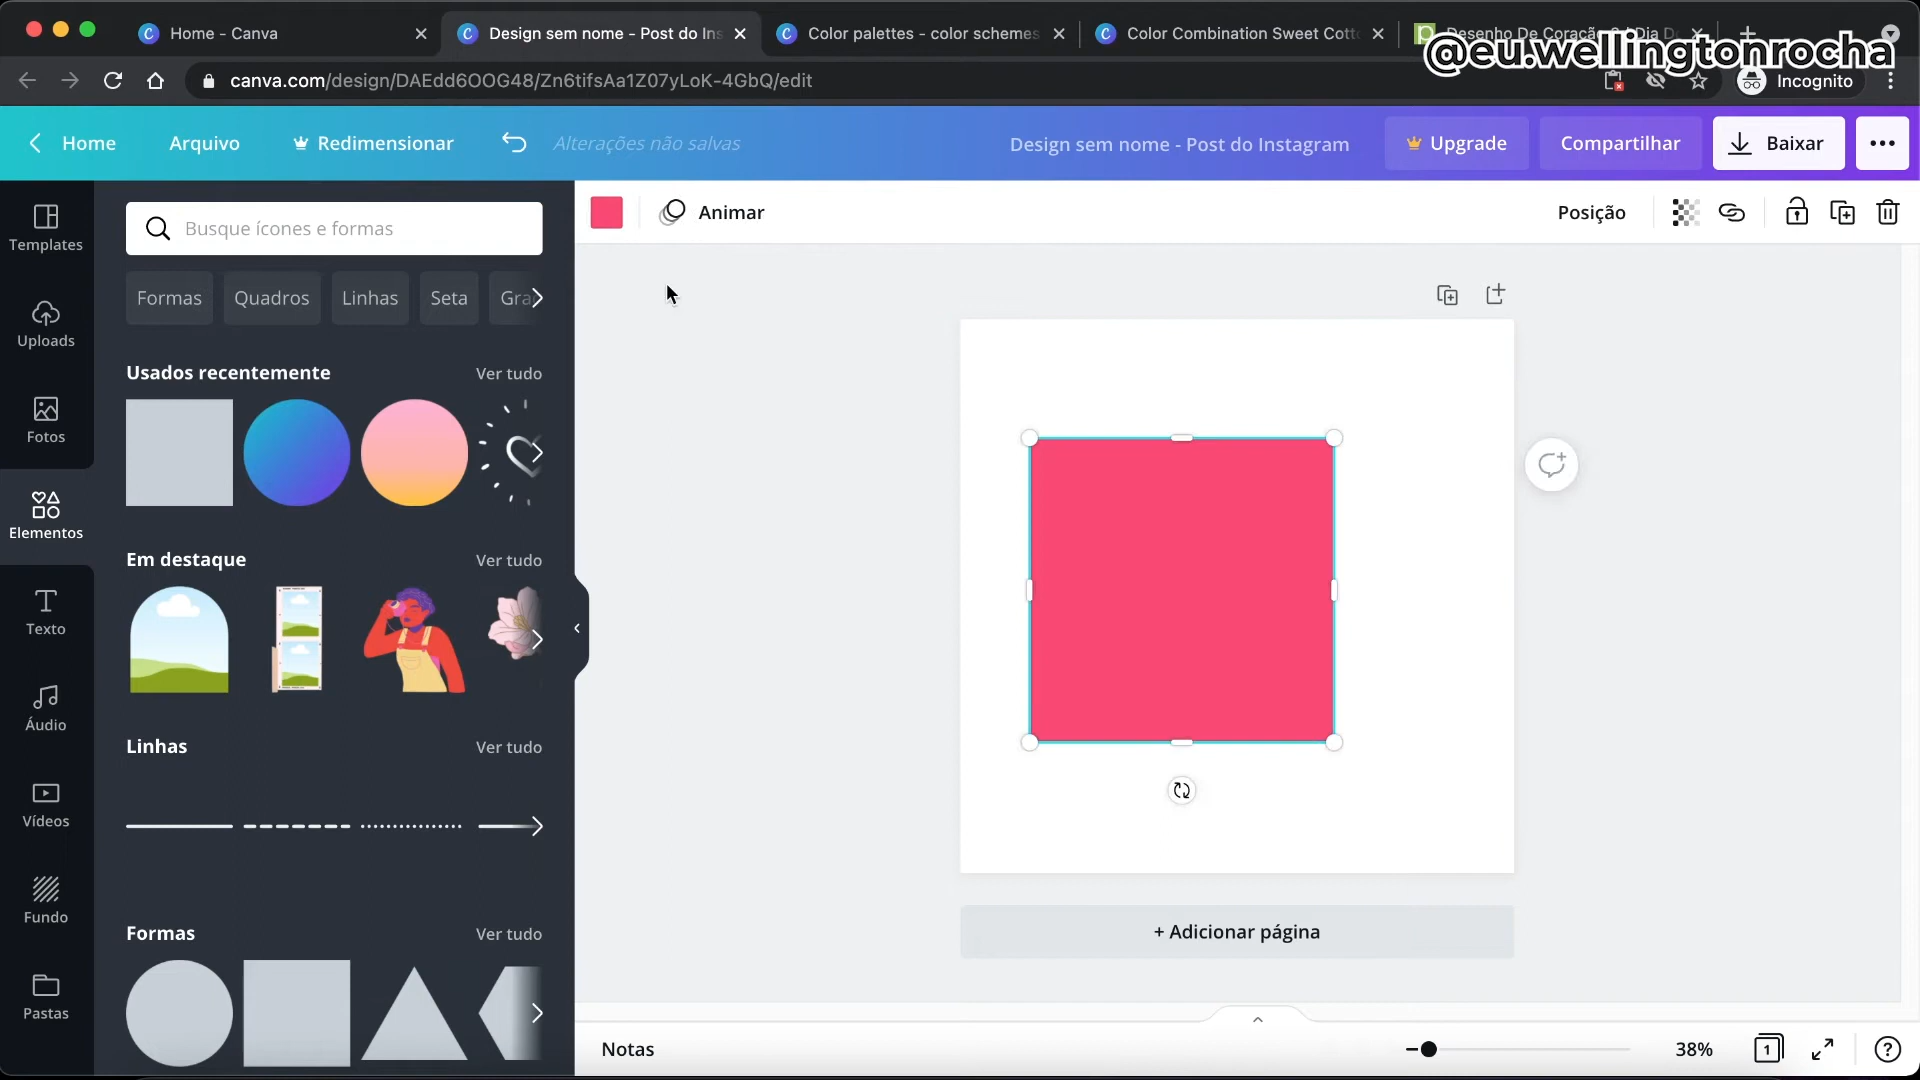 Home - Canva
Design sem nome - Post do Ins
Color palettes - color schemes
Color Combination Sweet Cott
Desenho De Coração
@eu.wellingtonrocha
canva.com/design/DAEdd6OOG48/Zn6tifsAa1Z07yLoK-4GbQ/edit
Incognito
Home
Arquivo
Redimensionar
Alterações não salvas
Design sem nome - Post do Instagram
Upgrade
Compartilhar
Baixar
Templates
Uploads
Fotos
Elementos
Texto
Áudio
Vídeos
Fundo
Pastas
Busque ícones e formas
Formas
Quadros
Linhas
Seta
Gra
Usados recentemente
Ver tudo
Em destaque
Ver tudo
Linhas
Ver tudo
Formas
Ver tudo
Animar
Posição
+ Adicionar página
Notas
38%
1
?